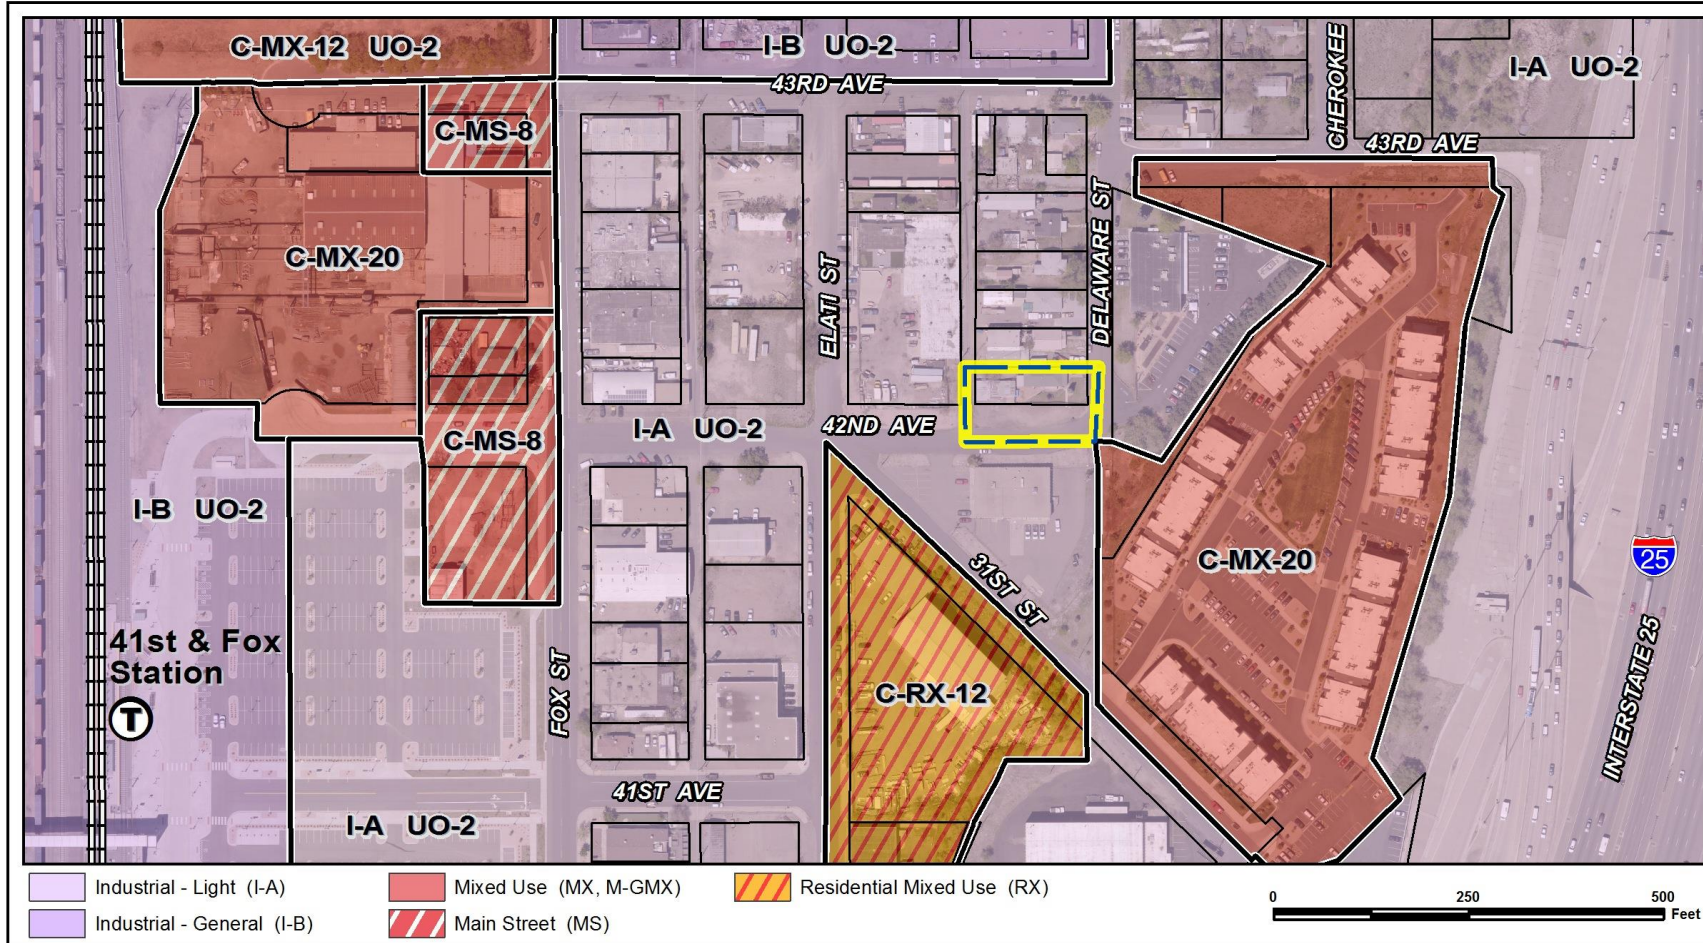 C-MX-12 UO-2
I-B UO-2
43RD AVE
CHEROKEE
I-A UO-2
43RD AVE
C-MS-8
C-MX-20
ELATI ST
DELAWARE ST
42ND AVE
I-A UO-2
C-MS-8
I-B UO-2
31ST ST
C-MX-20
25
INTERSTATE 25
41st & Fox
Station
T
FOX ST
C-RX-12
41ST AVE
I-A UO-2
Industrial - Light (I-A)
Mixed Use (MX, M-GMX)
Residential Mixed Use (RX)
Industrial - General (I-B)
Main Street (MS)
0 250 500
Feet